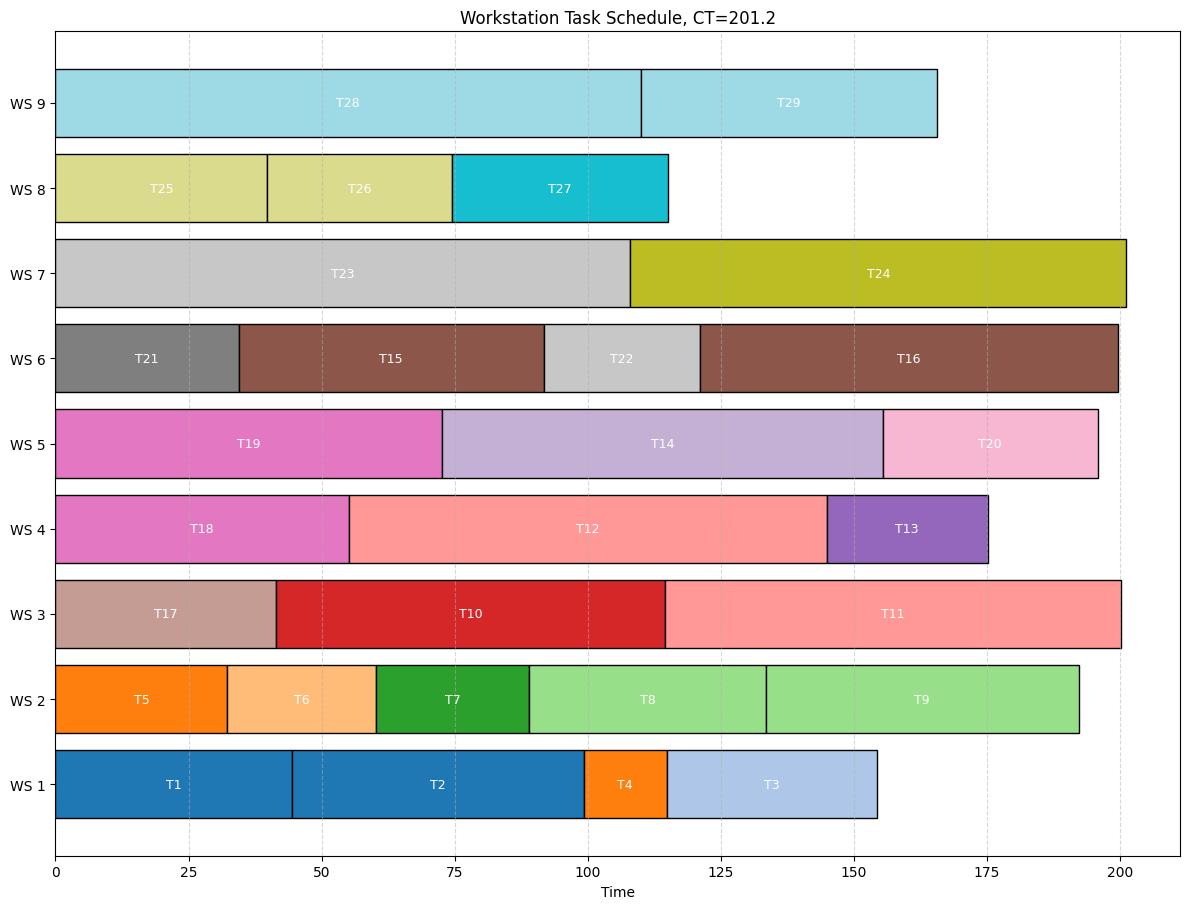 Workstation Task Schedule, CT=201.2
WS 9
T28
T29
WS 8
T25
T26
T27
WS 7
T23
T24
WS 6
T21
T15
T22
T16
WS 5
T19
T14
T20
WS 4
T18
T12
T13
WS 3
T17
T10
T11
WS 2
T5
T6
T7
T8
T9
WS 1
T1
T2
T4
T3
0 25 50 75 100 125 150 175 200
Time